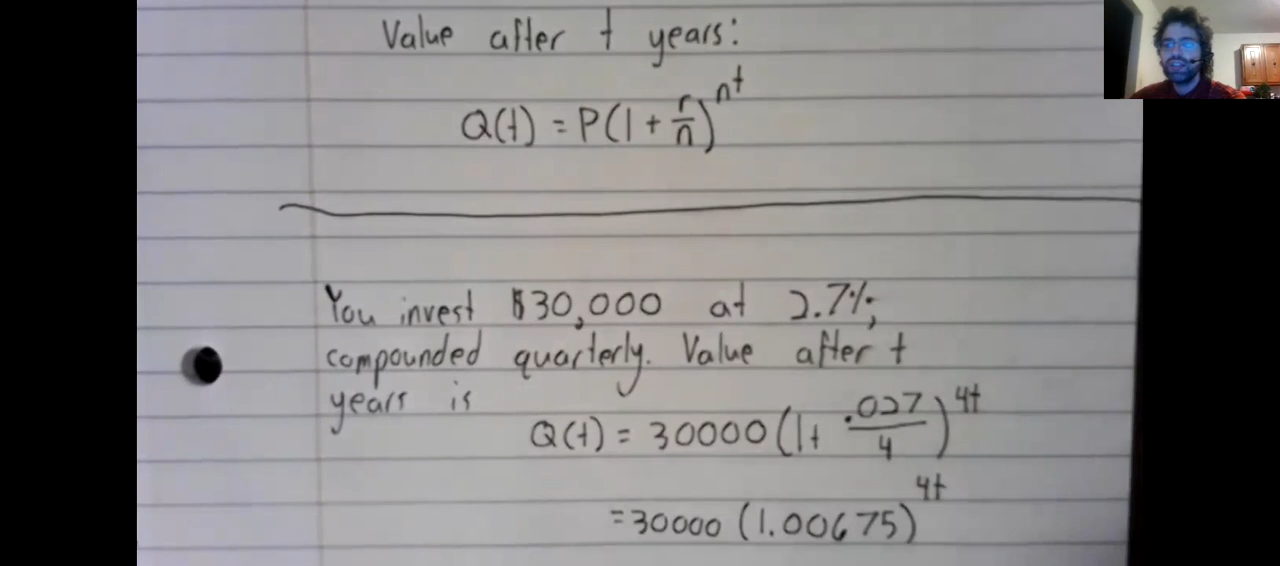 Value after t years:
Q(t) = P(1 + r/n)^nt
You invest $30,000 at 2.7%,
compounded quarterly. Value after t
years is
Q(t) = 30000 (1+ .027/4)^4t
=30000 (1.00675)^4t